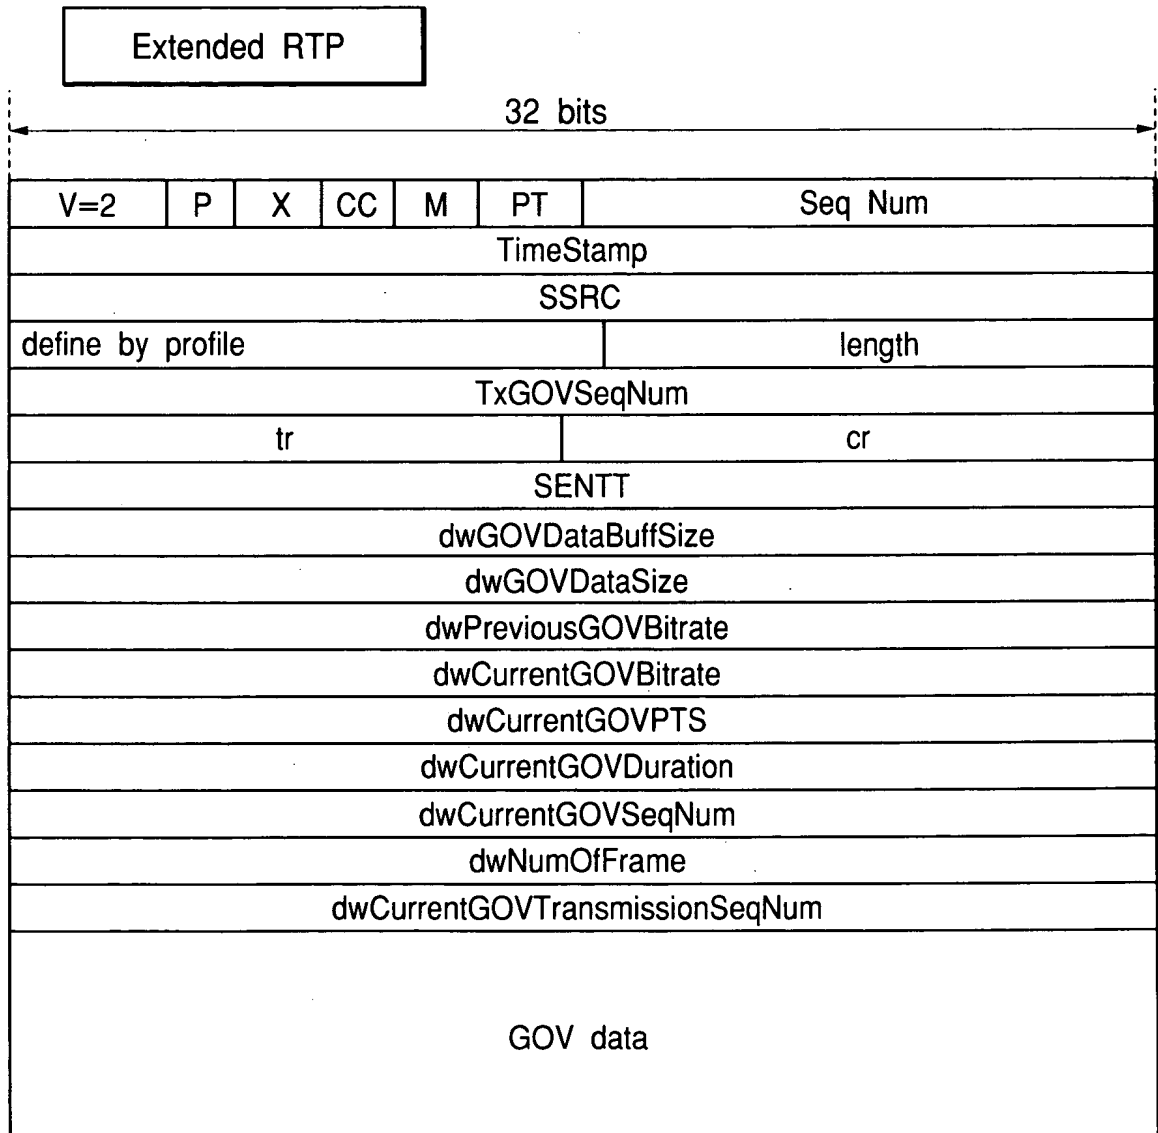 Extended RTP
32 bits
V=2 P X CC M PT Seq Num
TimeStamp
SSRC
define by profile length
TxGOVSeqNum
tr cr
SENTT
dwGOVDataBuffSize
dwGOVDataSize
dwPreviousGOVBitrate
dwCurrentGOVBitrate
dwCurrentGOVPTS
dwCurrentGOVDuration
dwCurrentGOVSeqNum
dwNumOfFrame
dwCurrentGOVTransmissionSeqNum
GOV data